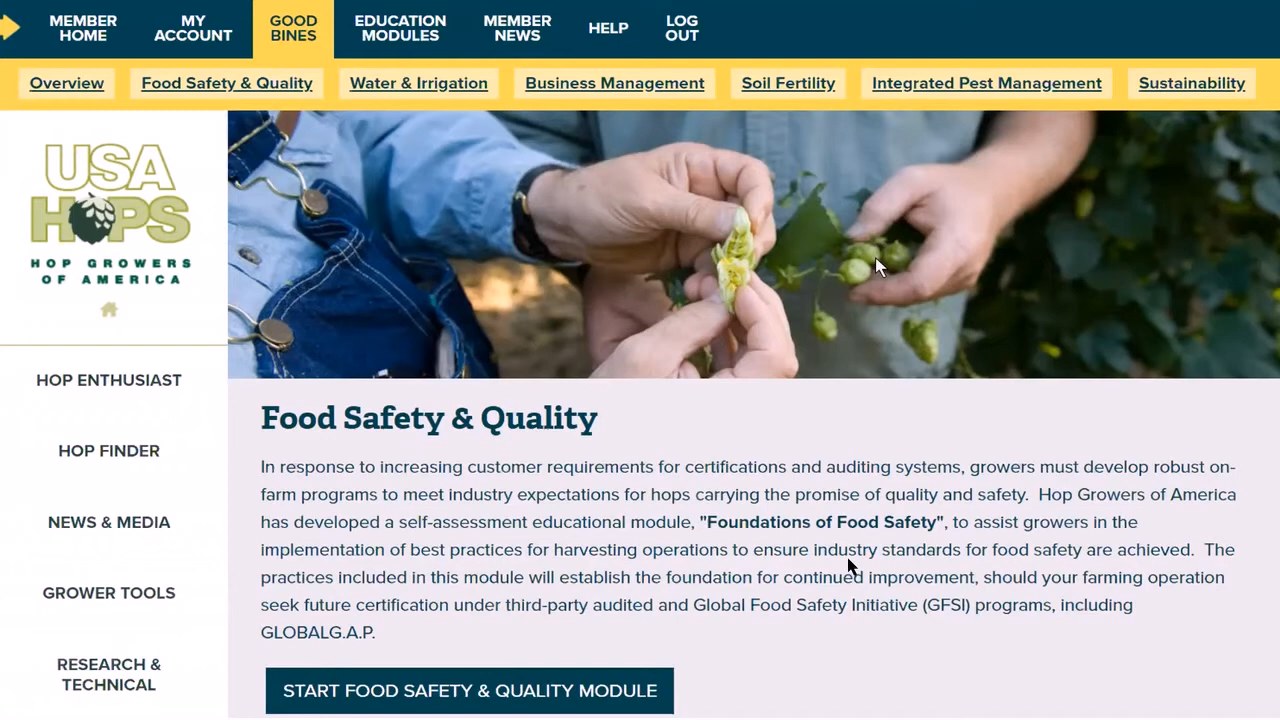 MEMBER
HOME
MY
ACCOUNT
GOOD
BINES
EDUCATION
MODULES
MEMBER
NEWS
HELP
LOG
OUT
Overview
Food Safety & Quality
Water & Irrigation
Business Management
Soil Fertility
Integrated Pest Management
Sustainability
USA
HOPS
HOP GROWERS
OF AMERICA
HOP ENTHUSIAST
HOP FINDER
NEWS & MEDIA
GROWER TOOLS
RESEARCH &
TECHNICAL
Food Safety & Quality
In response to increasing customer requirements for certifications and auditing systems, growers must develop robust on-
farm programs to meet industry expectations for hops carrying the promise of quality and safety. Hop Growers of America
has developed a self-assessment educational module, "Foundations of Food Safety", to assist growers in the
implementation of best practices for harvesting operations to ensure industry standards for food safety are achieved. The
practices included in this module will establish the foundation for continued improvement, should your farming operation
seek future certification under third-party audited and Global Food Safety Initiative (GFSI) programs, including
GLOBALG.A.P.
START FOOD SAFETY & QUALITY MODULE